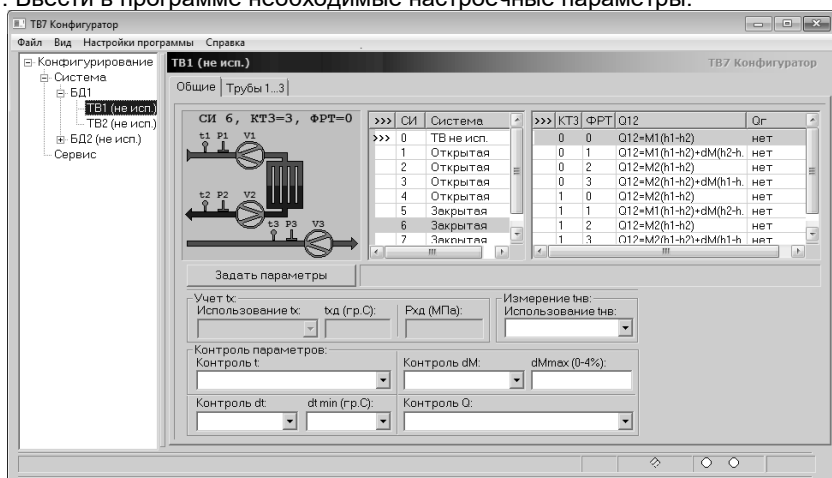 . Ввести в программе необходимые настроечные параметры.
ТВ7 Конфигуратор
Файл Вид Настройки программы Справка
Конфигурирование
Система
БД1
ТВ1 (не исп.)
ТВ2 (не исп.)
БД2 (не исп.)
Сервис
ТВ1 (не исп.) ТВ7 Конфигуратор
Общие Трубы 1...3
СИ 6, КТ3=3, ФРТ=0
t1 P1 V1
t2 P2 V2
t3 P3 V3
>>> СИ Система
>>> 0 ТВ не исп.
1 Открытая
2 Открытая
3 Открытая
4 Открытая
5 Закрытая
6 Закрытая
7 Закрытая
>>> КТ3 ФРТ Q12 Qг
0 0 Q12=M1(h1-h2) нет
0 1 Q12=M1(h1-h2)+dM(h2-h. нет
0 2 Q12=M2(h1-h2) нет
0 3 Q12=M2(h1-h2)+dM(h1-h. нет
1 0 Q12=M1(h1-h2) нет
1 1 Q12=M1(h1-h2)+dM(h2-h. нет
1 2 Q12=M2(h1-h2) нет
1 3 Q12=M2(h1-h2)+dM(h1-h. нет
Задать параметры
Учет tх:
Использование tх: tхд (гр.С): Рхд (МПа):
Измерение tнв:
Использование tнв:
Контроль параметров:
Контроль t: Контроль dM: dMmax (0-4%):
Контроль dt: dt min (гр.С): Контроль Q: